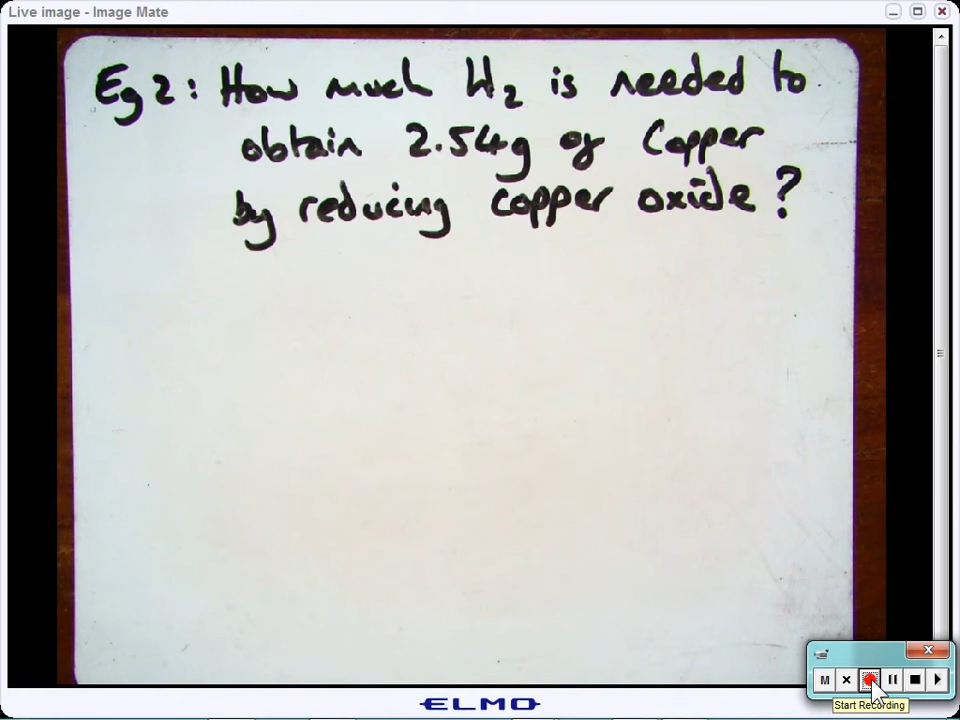 Live image - Image Mate
Eg 2: How much H2 is needed to
obtain 2.54g of Copper
by reducing copper oxide?
M
Start Recording
ELMO